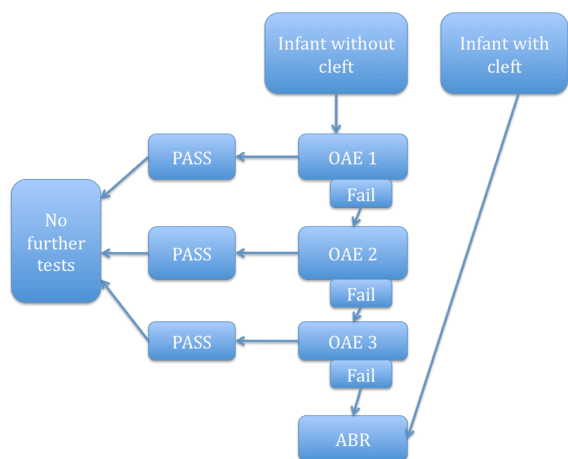 Infant without
cleft
Infant with
cleft
PASS
OAE 1
Fail
No
further
tests
PASS
OAE 2
Fail
PASS
OAE 3
Fail
ABR